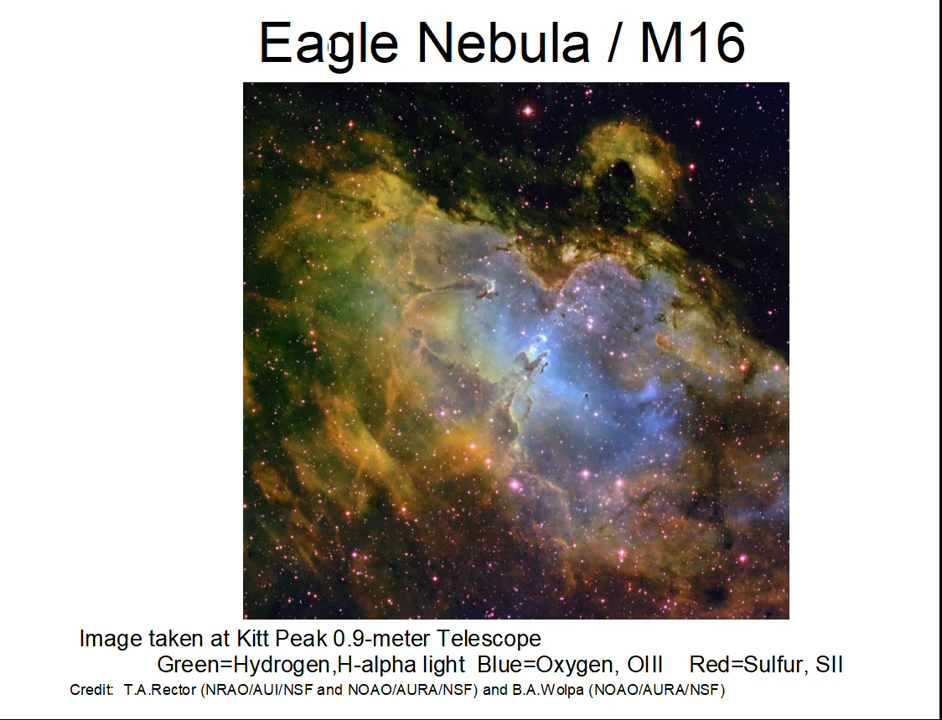 Eagle Nebula / M16
Image taken at Kitt Peak 0.9-meter Telescope
Green=Hydrogen,H-alpha light Blue=Oxygen, OIII Red=Sulfur, SII
Credit: T.A.Rector (NRAO/AUI/NSF and NOAO/AURA/NSF) and B.A.Wolpa (NOAO/AURA/NSF)